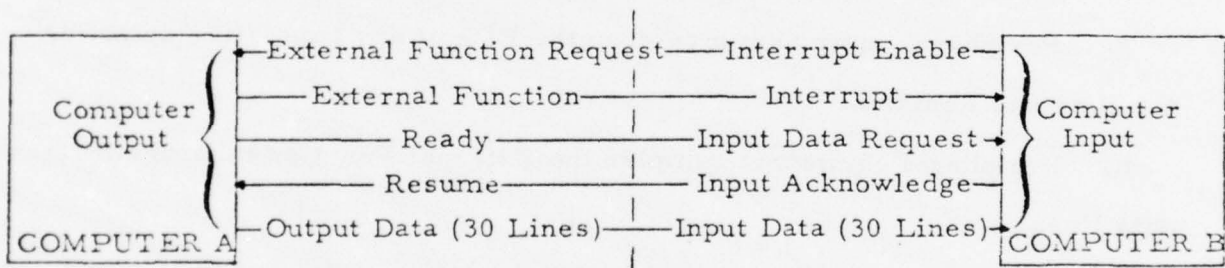 External Function Request Interrupt Enable
External Function Interrupt
Computer Output
Ready Input Data Request
Computer Input
Resume Input Acknowledge
Output Data (30 Lines) Input Data (30 Lines)
COMPUTER A
COMPUTER B